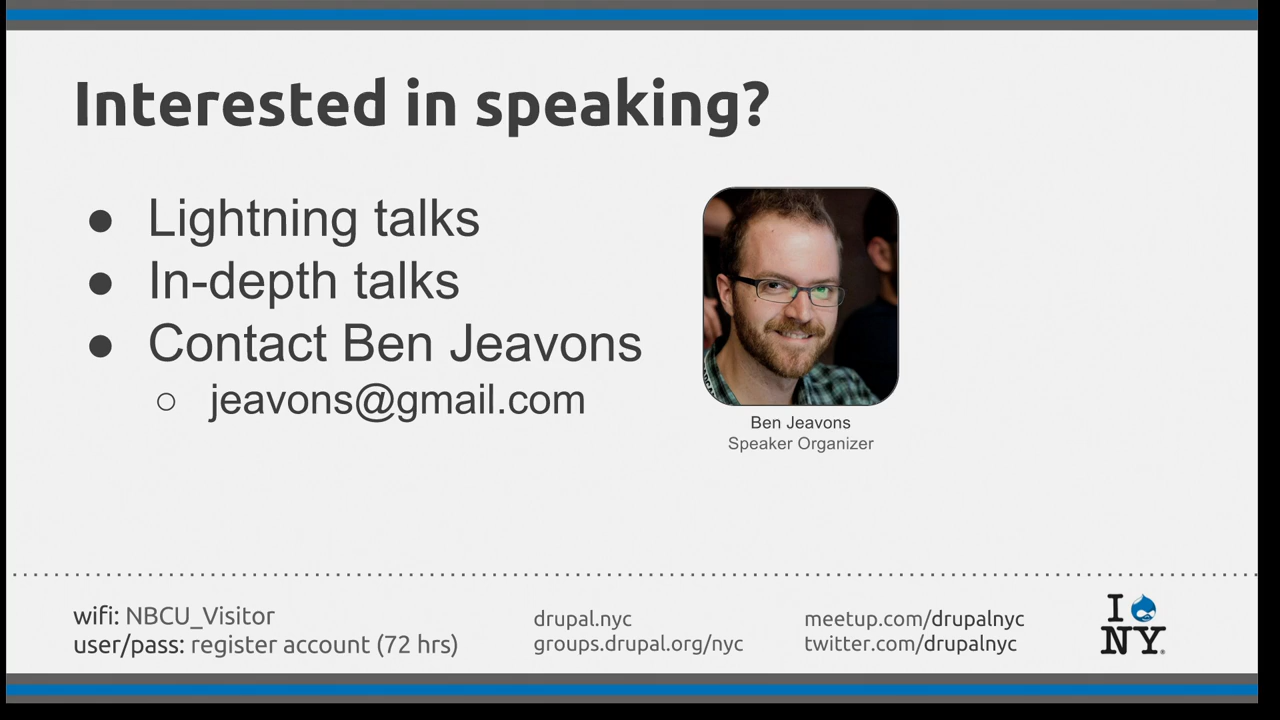 Interested in speaking?
● Lightning talks
● In-depth talks
● Contact Ben Jeavons
○ jeavons@gmail.com
Ben Jeavons
Speaker Organizer
wifi: NBCU_Visitor
user/pass: register account (72 hrs)
drupal.nyc
groups.drupal.org/nyc
meetup.com/drupalnyc
twitter.com/drupalnyc
I
NY®